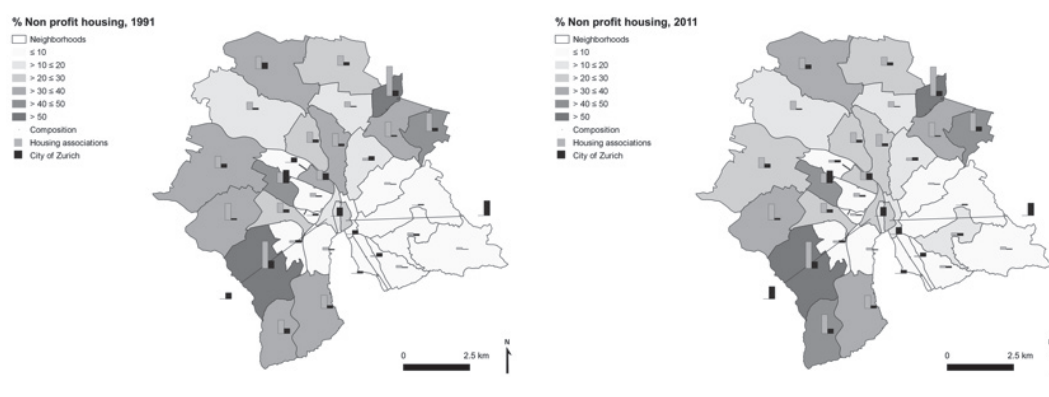 % Non profit housing, 1991
Neighborhoods
≤ 10
> 10 ≤ 20
> 20 ≤ 30
> 30 ≤ 40
> 40 ≤ 50
> 50
Composition
Housing associations
City of Zurich
N
0 2.5 km
% Non profit housing, 2011
Neighborhoods
≤ 10
> 10 ≤ 20
> 20 ≤ 30
> 30 ≤ 40
> 40 ≤ 50
> 50
Composition
Housing associations
City of Zurich
0 2.5 km